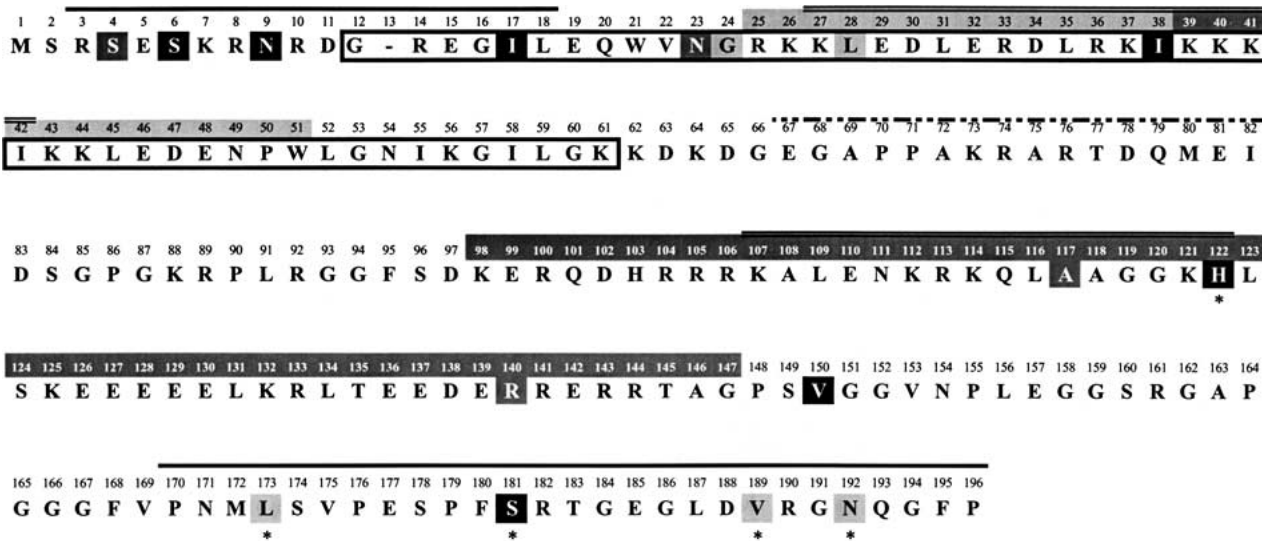 1 2 3 4 5 6 7 8 9 10 11 12 13 14 15 16 17 18 19 20 21 22 23 24 25 26 27 28 29 30 31 32 33 34 35 36 37 38 39 40 41
M S R S E S K R N R D G - R E G I L E Q W V N G R K K L E D L E R D L R K I K K K
42 43 44 45 46 47 48 49 50 51 52 53 54 55 56 57 58 59 60 61 62 63 64 65 66 67 68 69 70 71 72 73 74 75 76 77 78 79 80 81 82
I K K L E D E N P W L G N I K G I L G K K D K D G E G A P P A K R A R T D Q M E I
83 84 85 86 87 88 89 90 91 92 93 94 95 96 97 98 99 100 101 102 103 104 105 106 107 108 109 110 111 112 113 114 115 116 117 118 119 120 121 122 123
D S G P G K R P L R G G F S D K E R Q D H R R R K A L E N K R K Q L A A G G K H L
*
124 125 126 127 128 129 130 131 132 133 134 135 136 137 138 139 140 141 142 143 144 145 146 147 148 149 150 151 152 153 154 155 156 157 158 159 160 161 162 163 164
S K E E E E E L K R L T E E D E R R E R R T A G P S V G G V N P L E G G S R G A P
165 166 167 168 169 170 171 172 173 174 175 176 177 178 179 180 181 182 183 184 185 186 187 188 189 190 191 192 193 194 195 196
G G G F V P N M L S V P E S P F S R T G E G L D V R G N Q G F P
* * * *